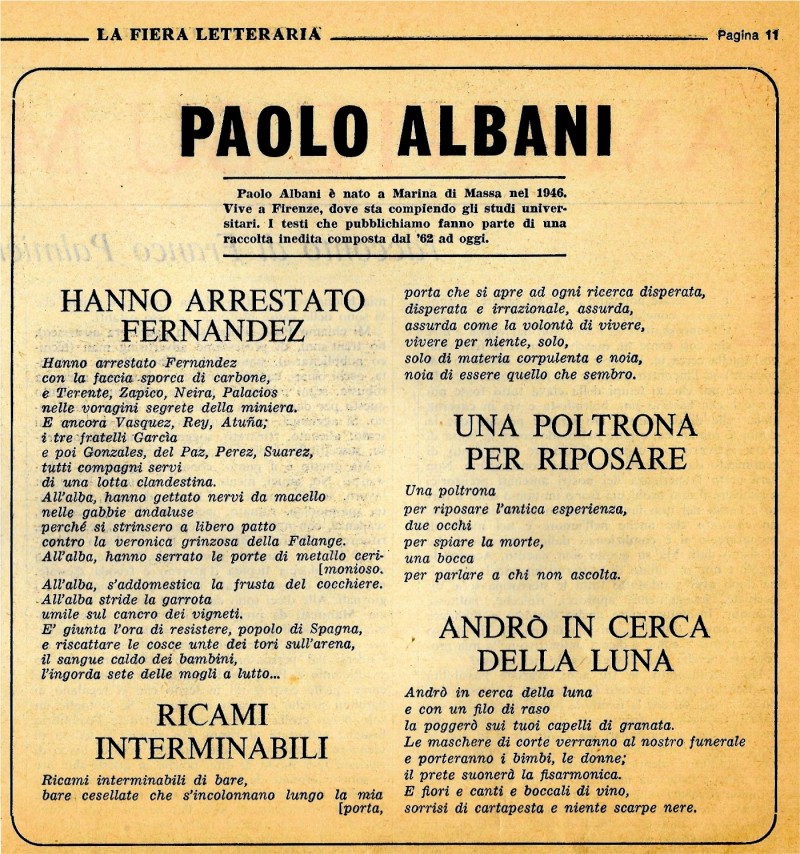 LA FIERA LETTERARIA
Pagina 11
PAOLO ALBANI
Paolo Albani è nato a Marina di Massa nel 1946.
Vive a Firenze, dove sta compiendo gli studi univer-
sitari. I testi che pubblichiamo fanno parte di una
raccolta inedita composta dal '62 ad oggi.
HANNO ARRESTATO
FERNANDEZ
Hanno arrestato Fernandez
con la faccia sporca di carbone,
e Terente, Zapico, Neira, Palacios
nelle voragini segrete della miniera.
E ancora Vasquez, Rey, Atuña;
i tre fratelli Garcìa
e poi Gonzales, del Paz, Perez, Suarez,
tutti compagni servi
di una lotta clandestina.
All'alba, hanno gettato nervi da macello
nelle gabbie andaluse
perché si strinsero a libero patto
contro la veronica grinzosa della Falange.
All'alba, hanno serrato le porte di metallo ceri-
[monioso.
All'alba, s'addomestica la frusta del cocchiere.
All'alba stride la garrota
umile sul cancro dei vigneti.
E' giunta l'ora di resistere, popolo di Spagna,
e riscattare le cosce unte dei tori sull'arena,
il sangue caldo dei bambini,
l'ingorda sete delle mogli a lutto...
RICAMI
INTERMINABILI
Ricami interminabili di bare,
bare cesellate che s'incolonnano lungo la mia
[porta,
porta che si apre ad ogni ricerca disperata,
disperata e irrazionale, assurda,
assurda come la volontà di vivere,
vivere per niente, solo,
solo di materia corpulenta e noia,
noia di essere quello che sembro.
UNA POLTRONA
PER RIPOSARE
Una poltrona
per riposare l'antica esperienza,
due occhi
per spiare la morte,
una bocca
per parlare a chi non ascolta.
ANDRÒ IN CERCA
DELLA LUNA
Andrò in cerca della luna
e con un filo di raso
la poggerò sui tuoi capelli di granata.
Le maschere di corte verranno al nostro funerale
e porteranno i bimbi, le donne;
il prete suonerà la fisarmonica.
E fiori e canti e boccali di vino,
sorrisi di cartapesta e niente scarpe nere.